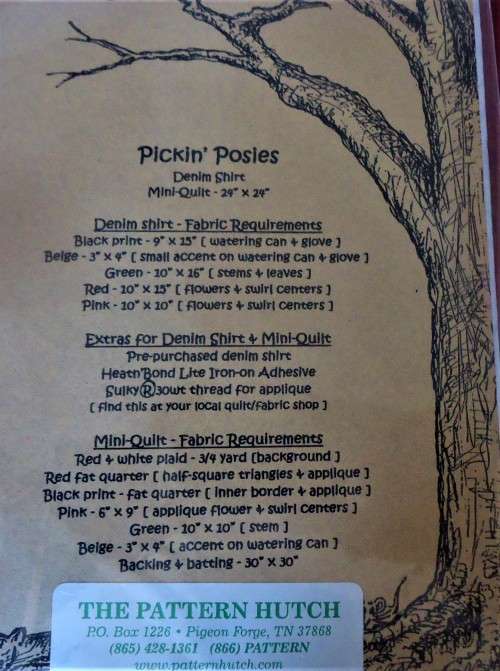 Pickin' Posies
Denim Shirt
Mini-Quilt - 24" x 24"
Denim shirt - Fabric Requirements
Black print - 9" x 15" [ watering can & glove ]
Beige - 3" x 4" [ small accent on watering can & glove ]
Green - 10" x 16" [ stems & leaves ]
Red - 10" x 15" [ flowers & swirl centers ]
Pink - 10" x 10" [ flowers & swirl centers ]
Extras for Denim Shirt & Mini-Quilt
Pre-purchased denim shirt
Heatn'Bond Lite Iron-on Adhesive
Sulky® 30wt thread for applique
[ find this at your local quilt/fabric shop ]
Mini-Quilt - Fabric Requirements
Red & white plaid - 3/4 yard [background ]
Red fat quarter [ half-square triangles & applique ]
Black print - fat quarter [ inner border & applique ]
Pink - 6" x 9" [ applique flower & swirl centers ]
Green - 10" x 10" [ stem ]
Beige - 3" x 4" [ accent on watering can ]
Backing & batting - 30" x 30"
THE PATTERN HUTCH
P.O. Box 1226 • Pigeon Forge, TN 37868
(865) 428-1361 (866) PATTERN
www.patternhutch.com